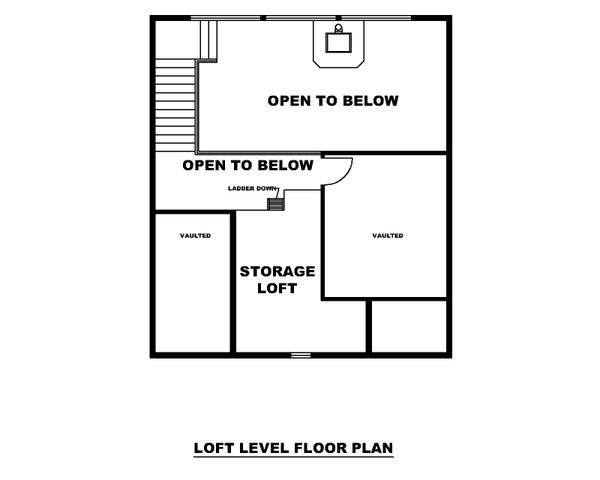 OPEN TO BELOW
OPEN TO BELOW
LADDER DOWN
VAULTED
VAULTED
STORAGE
LOFT
LOFT LEVEL FLOOR PLAN